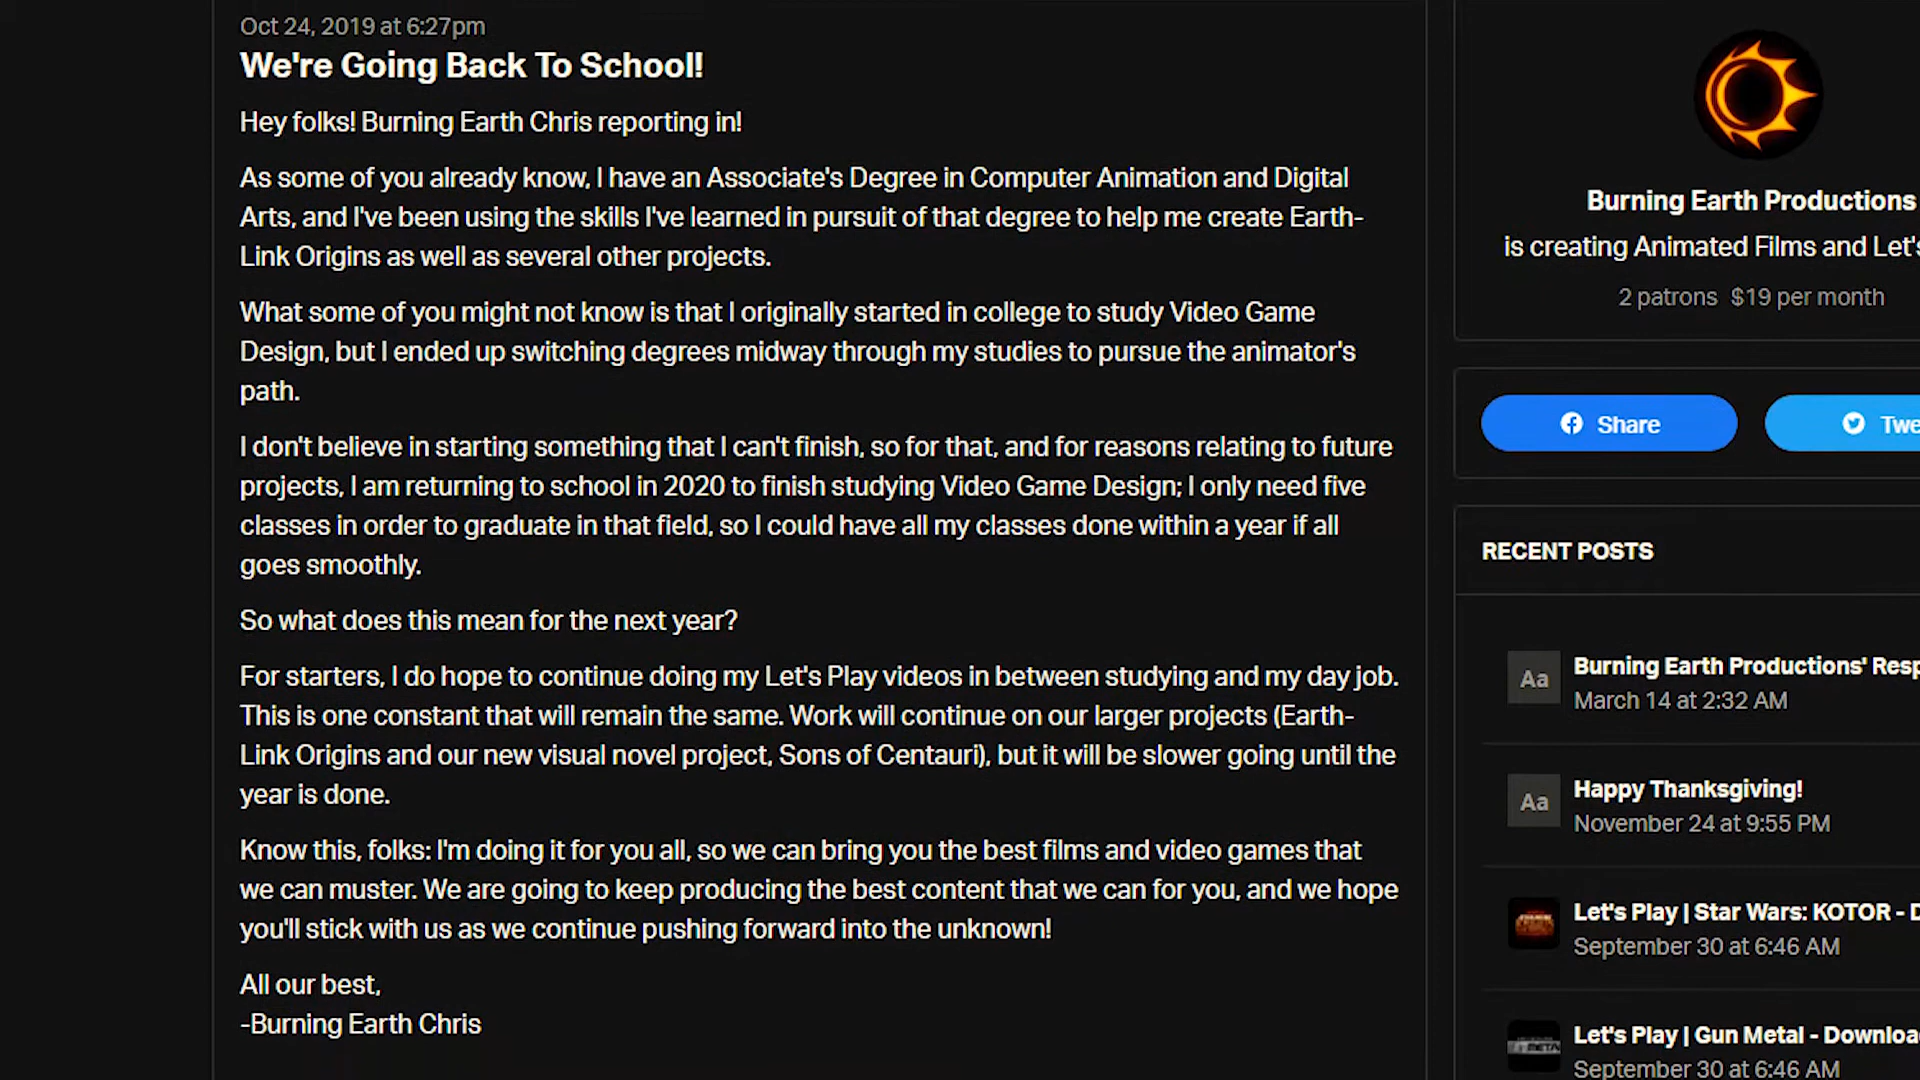 Oct 24, 2019 at 6:27pm
We're Going Back To School!
Hey folks! Burning Earth Chris reporting in!
As some of you already know, I have an Associate's Degree in Computer Animation and Digital
Arts, and I've been using the skills I've learned in pursuit of that degree to help me create Earth-
Link Origins as well as several other projects.
What some of you might not know is that I originally started in college to study Video Game
Design, but I ended up switching degrees midway through my studies to pursue the animator's
path.
I don't believe in starting something that I can't finish, so for that, and for reasons relating to future
projects, I am returning to school in 2020 to finish studying Video Game Design; I only need five
classes in order to graduate in that field, so I could have all my classes done within a year if all
goes smoothly.
So what does this mean for the next year?
For starters, I do hope to continue doing my Let's Play videos in between studying and my day job.
This is one constant that will remain the same. Work will continue on our larger projects (Earth-
Link Origins and our new visual novel project, Sons of Centauri), but it will be slower going until the
year is done.
Know this, folks: I'm doing it for you all, so we can bring you the best films and video games that
we can muster. We are going to keep producing the best content that we can for you, and we hope
you'll stick with us as we continue pushing forward into the unknown!
All our best,
-Burning Earth Chris
Burning Earth Productions
is creating Animated Films and Let's
2 patrons $19 per month
Share
Twe
RECENT POSTS
Aa
Burning Earth Productions' Resp
March 14 at 2:32 AM
Aa
Happy Thanksgiving!
November 24 at 9:55 PM
Let's Play | Star Wars: KOTOR - D
September 30 at 6:46 AM
Let's Play | Gun Metal - Downloa
September 30 at 6:46 AM